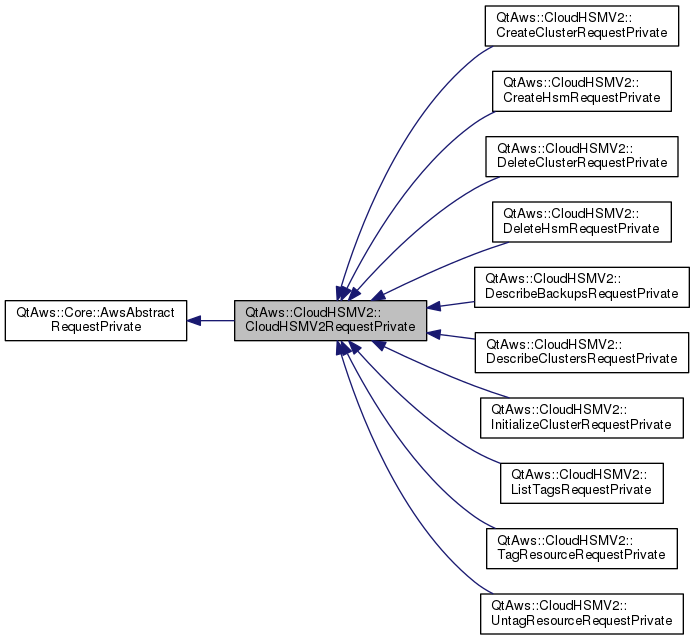 QtAws::CloudHSMV2::
CreateClusterRequestPrivate
QtAws::CloudHSMV2::
CreateHsmRequestPrivate
QtAws::CloudHSMV2::
DeleteClusterRequestPrivate
QtAws::CloudHSMV2::
DeleteHsmRequestPrivate
QtAws::CloudHSMV2::
DescribeBackupsRequestPrivate
QtAws::Core::AwsAbstract
RequestPrivate
QtAws::CloudHSMV2::
CloudHSMV2RequestPrivate
QtAws::CloudHSMV2::
DescribeClustersRequestPrivate
QtAws::CloudHSMV2::
InitializeClusterRequestPrivate
QtAws::CloudHSMV2::
ListTagsRequestPrivate
QtAws::CloudHSMV2::
TagResourceRequestPrivate
QtAws::CloudHSMV2::
UntagResourceRequestPrivate